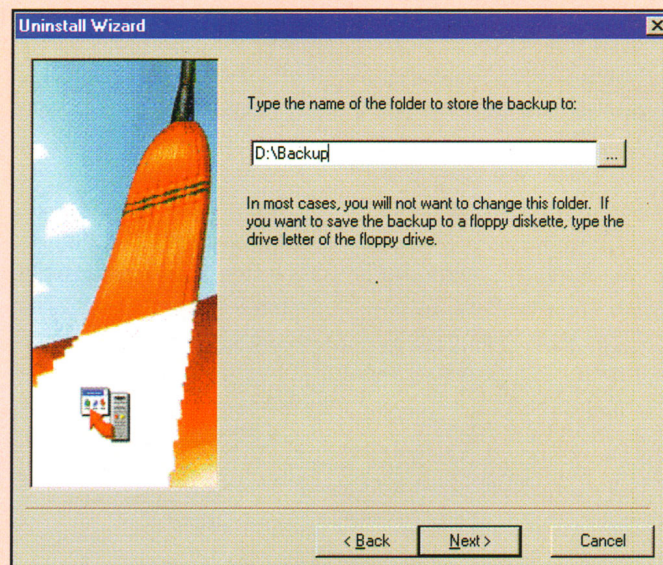 Uninstall Wizard
Type the name of the folder to store the backup to:
D:\Backup
...
In most cases, you will not want to change this folder. If
you want to save the backup to a floppy diskette, type the
drive letter of the floppy drive.
< Back
Next >
Cancel